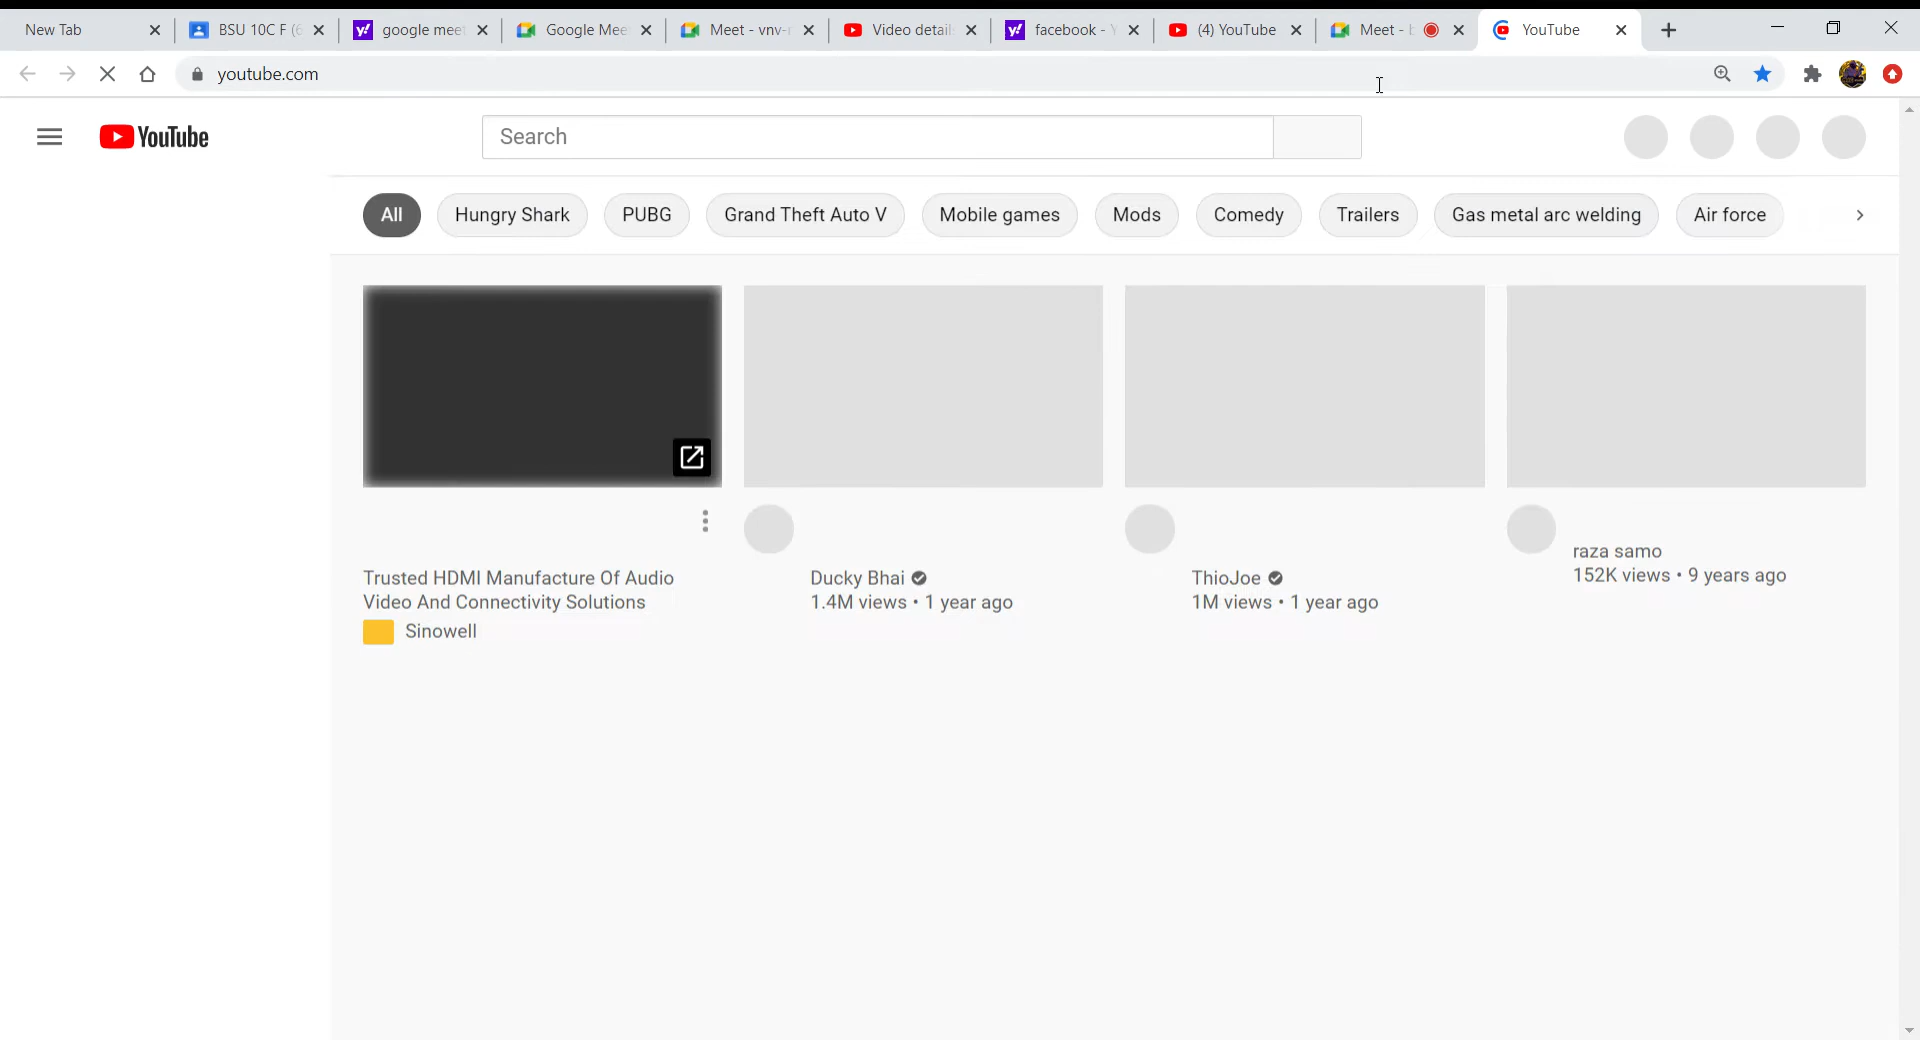 New Tab
BSU 10C F (6
google meet
Google Mee
Meet - vnv-
Video detail
facebook - Y
(4) YouTube
Meet - b
YouTube
youtube.com
YouTube
Search
All
Hungry Shark
PUBG
Grand Theft Auto V
Mobile games
Mods
Comedy
Trailers
Gas metal arc welding
Air force
Trusted HDMI Manufacture Of Audio
Video And Connectivity Solutions
Sinowell
Ducky Bhai
1.4M views • 1 year ago
ThioJoe
1M views • 1 year ago
raza samo
152K views • 9 years ago